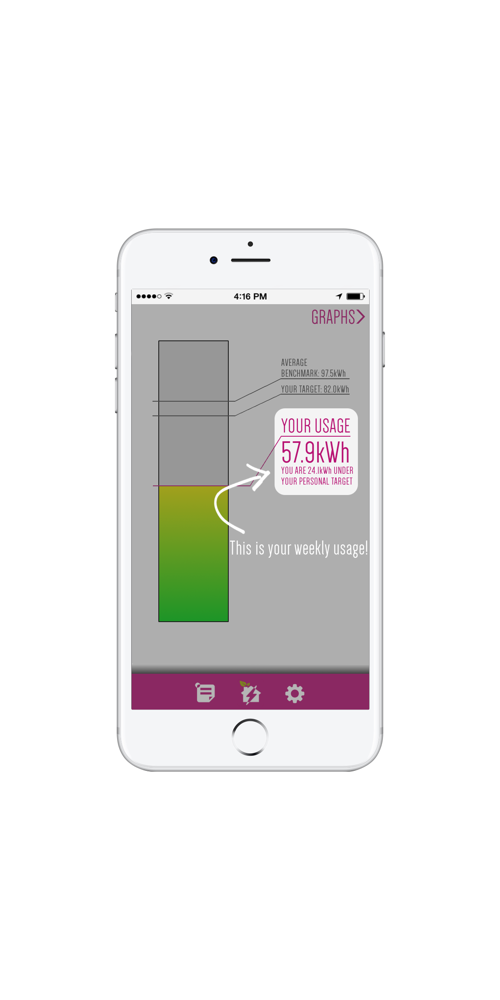 4:16 PM
GRAPHS
AVERAGE
BENCHMARK: 97.5kWh
YOUR TARGET: 82.0kWh
YOUR USAGE
57.9kWh
YOU ARE 24.1kWh UNDER
YOUR PERSONAL TARGET
This is your weekly usage!